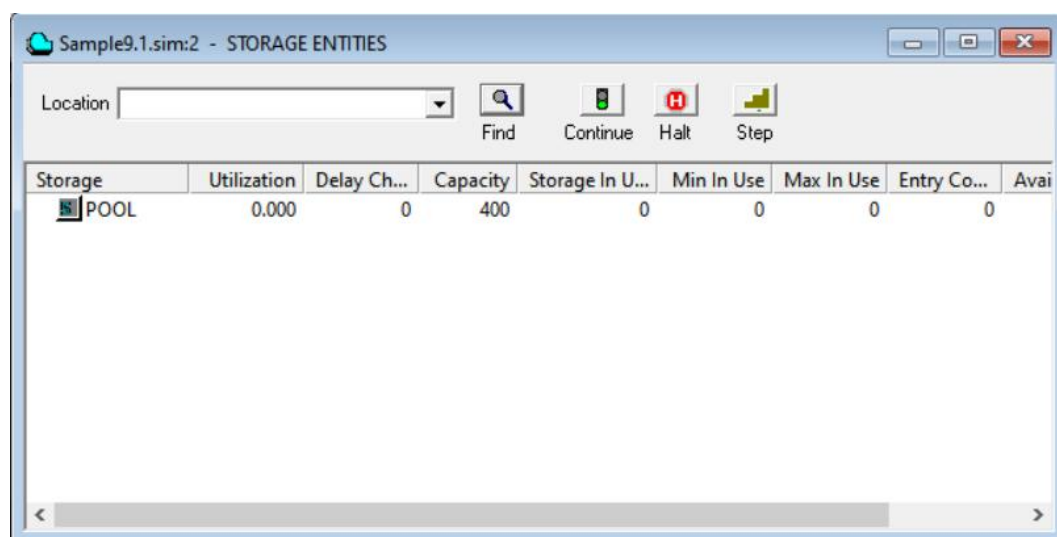 Sample9.1.sim:2 - STORAGE ENTITIES
Location
Find Continue Halt Step
Storage Utilization Delay Ch... Capacity Storage In U... Min In Use Max In Use Entry Co... Avai
POOL 0.000 0 400 0 0 0 0